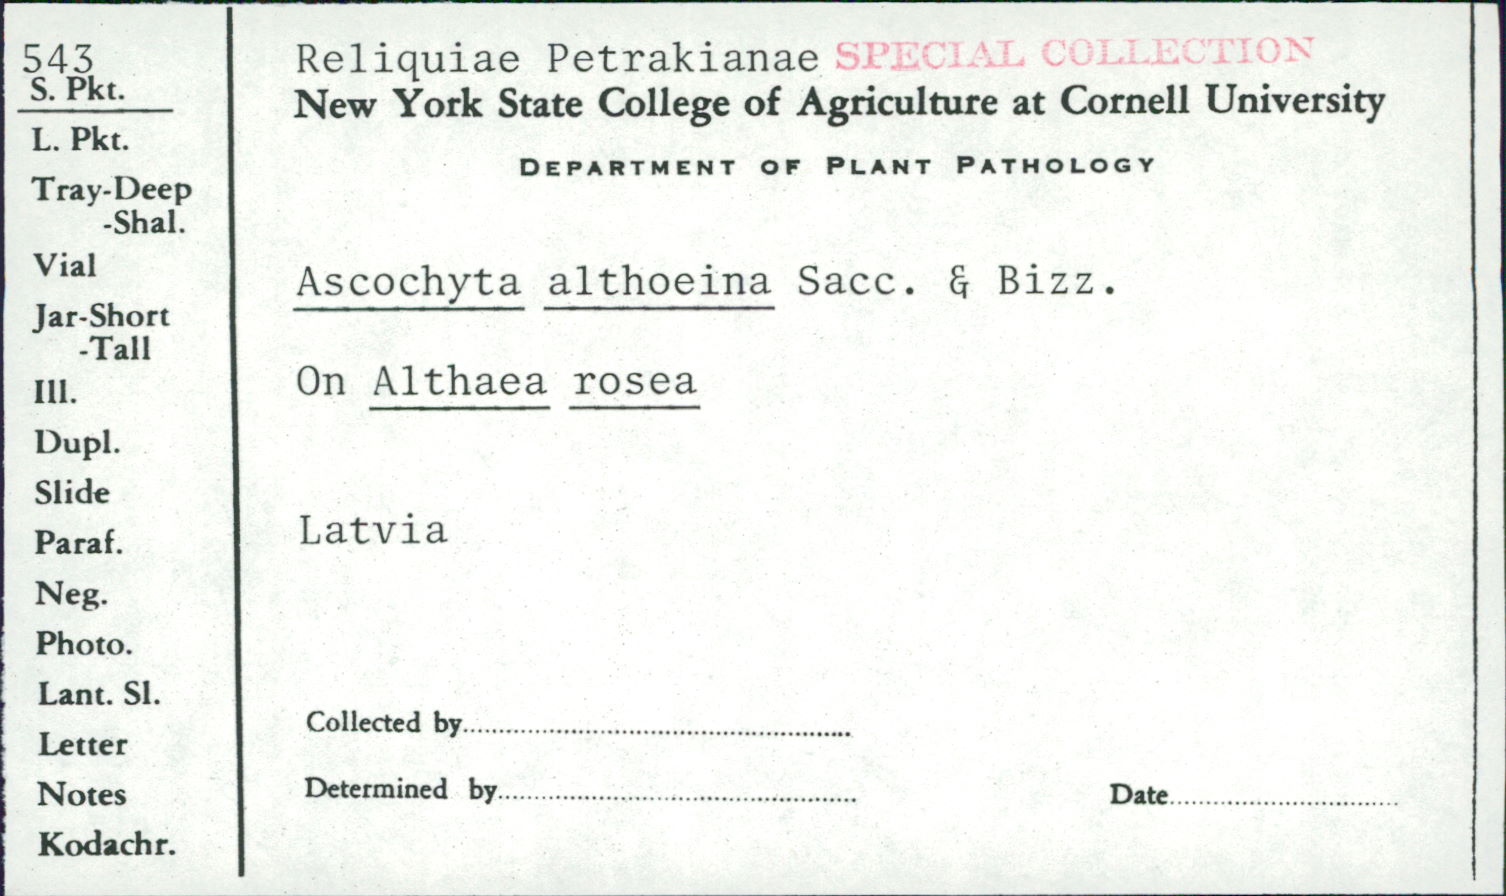 543
S. Pkt.
L. Pkt.
Tray-Deep
-Shal.
Vial
Jar-Short
-Tall
Ill.
Dupl.
Slide
Paraf.
Neg.
Photo.
Lant. Sl.
Letter
Notes
Kodachr.
Reliquiae Petrakianae SPECIAL COLLECTION
New York State College of Agriculture at Cornell University
DEPARTMENT OF PLANT PATHOLOGY
Ascochyta althoeina Sacc. & Bizz.
On Althaea rosea
Latvia
Collected by
Determined by Date